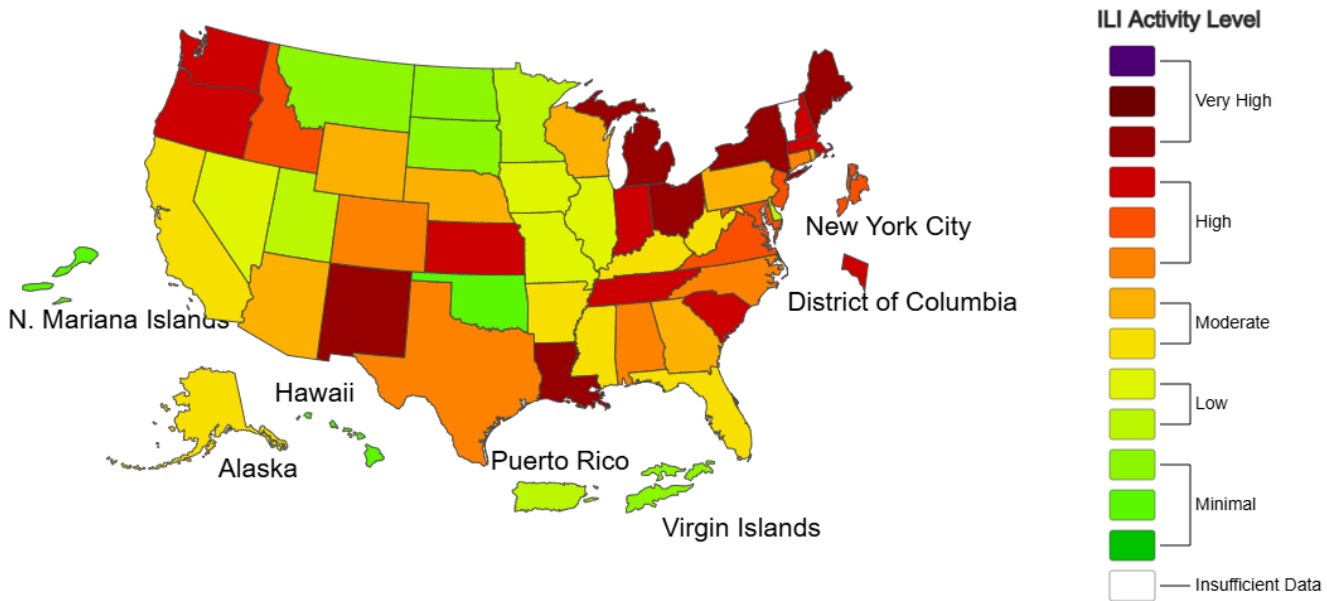 ILI Activity Level
Very High
High
Moderate
Low
Minimal
Insufficient Data
New York City
District of Columbia
N. Mariana Islands
Hawaii
Alaska
Puerto Rico
Virgin Islands